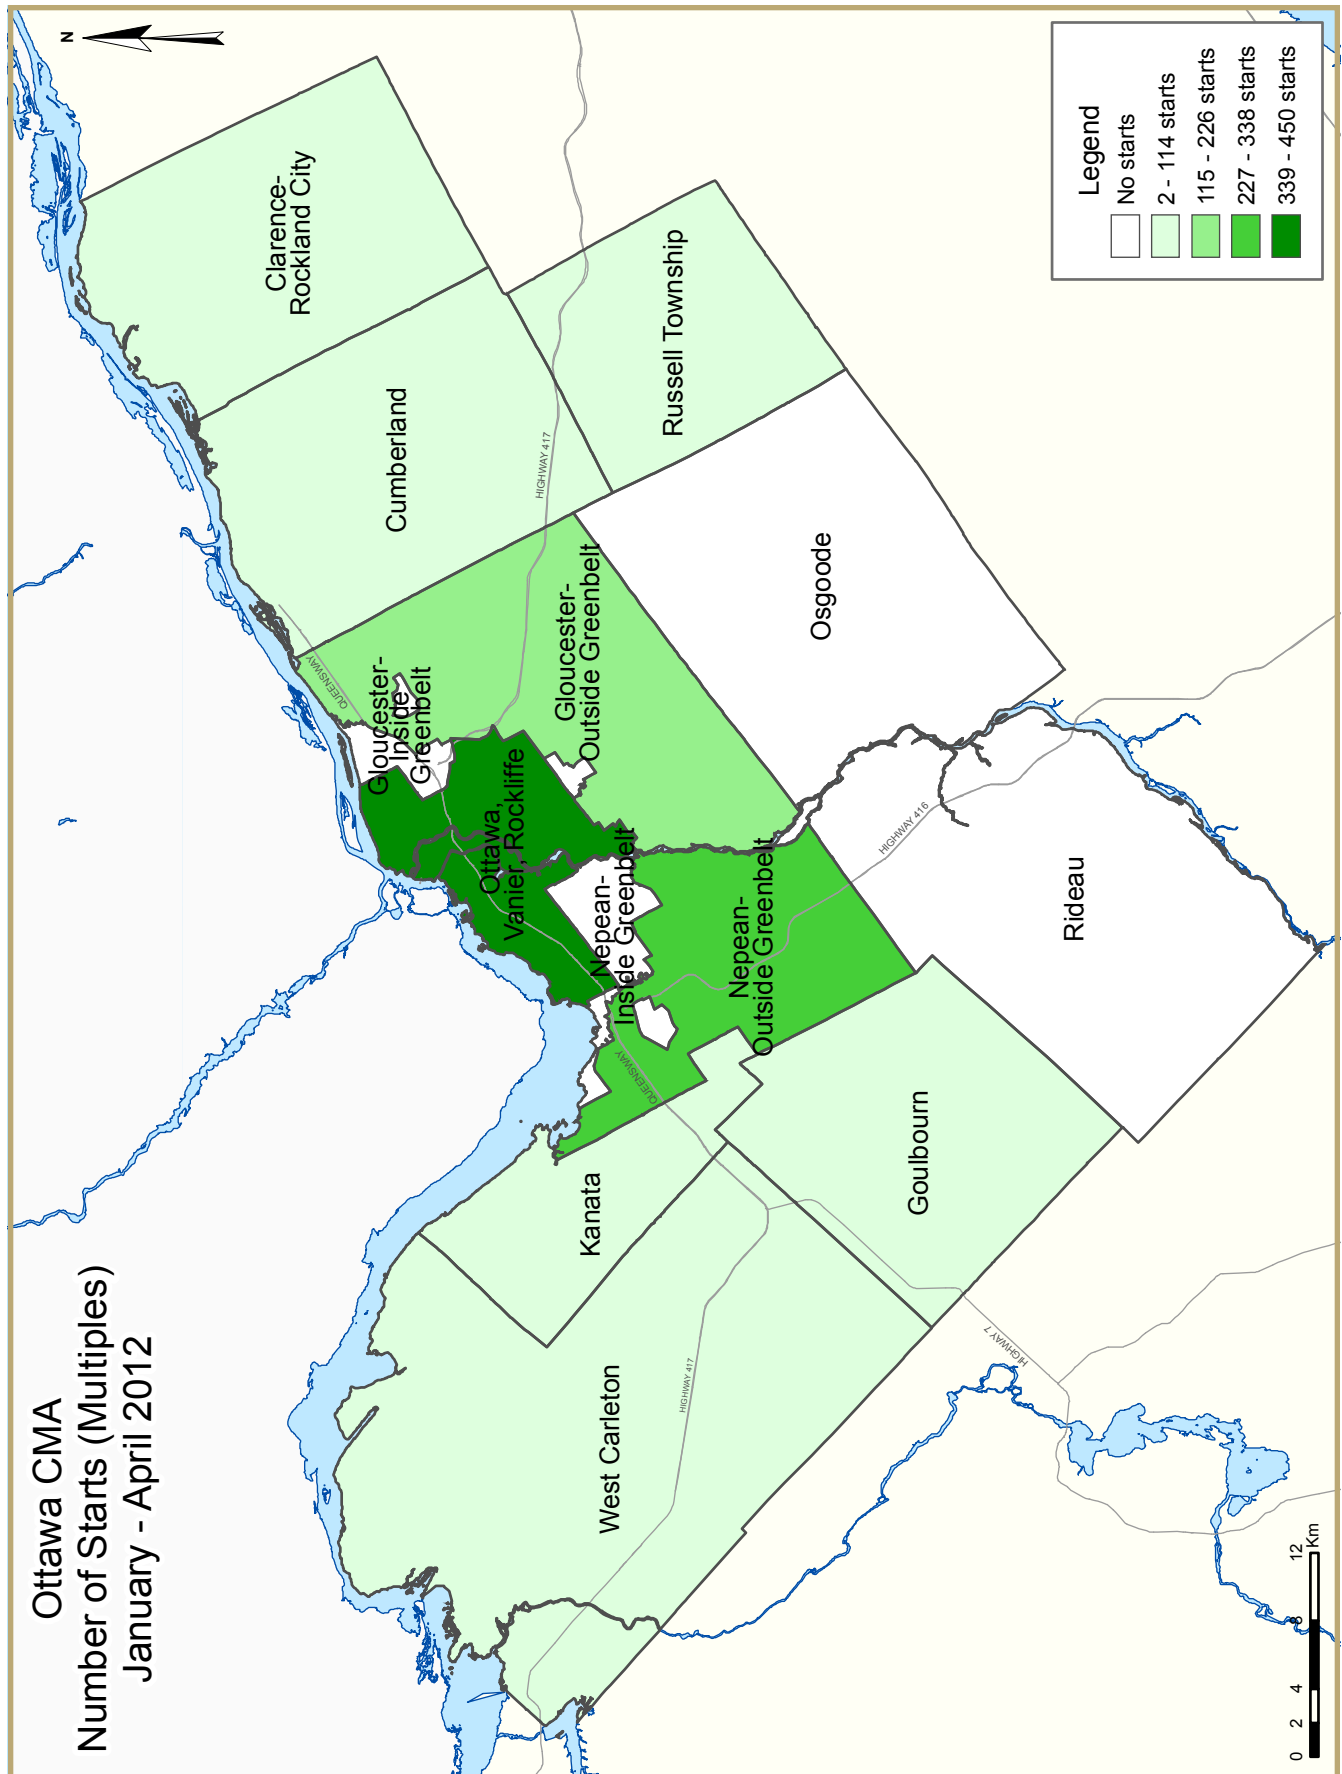 Ottawa CMA
Number of Starts (Multiples)
January - April 2012
N
Clarence-
Rockland City
Cumberland
Russell Township
HIGHWAY 417
QUEENSWAY
Gloucester-
Inside
Greenbelt
Gloucester-
Outside Greenbelt
Osgoode
Ottawa,
Vanier, Rockliffe
Nepean-
Inside Greenbelt
Nepean-
Outside Greenbelt
HIGHWAY 416
Rideau
QUEENSWAY
Kanata
Goulbourn
West Carleton
HIGHWAY 417
HIGHWAY 7
Legend
No starts
2 - 114 starts
115 - 226 starts
227 - 338 starts
339 - 450 starts
0 2 4 8 12
Km